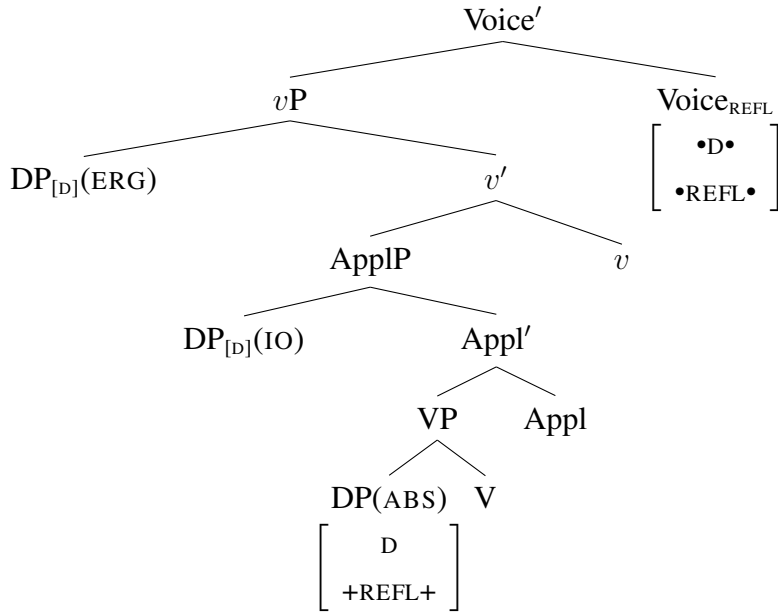 Voice′
vP Voice_REFL
•D•
•REFL•
DP_[D](ERG) v′
ApplP v
DP_[D](IO) Appl′
VP Appl
DP(ABS) V
D
+REFL+